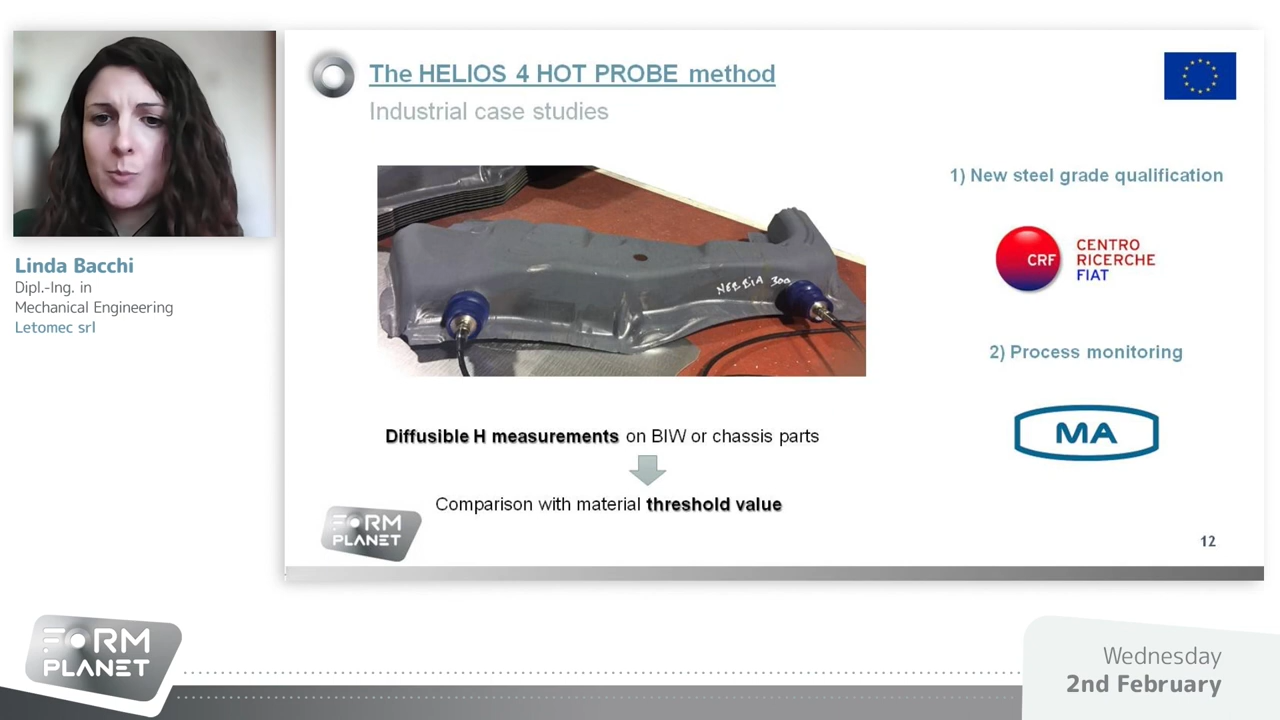 Linda Bacchi
Dipl.-Ing. in
Mechanical Engineering
Letomec srl
The HELIOS 4 HOT PROBE method
Industrial case studies
NEBBIA 300
1) New steel grade qualification
CRF
CENTRO
RICERCHE
FIAT
2) Process monitoring
MA
Diffusible H measurements on BIW or chassis parts
Comparison with material threshold value
FORM
PLANET
12
FORM
PLANET
Wednesday
2nd February